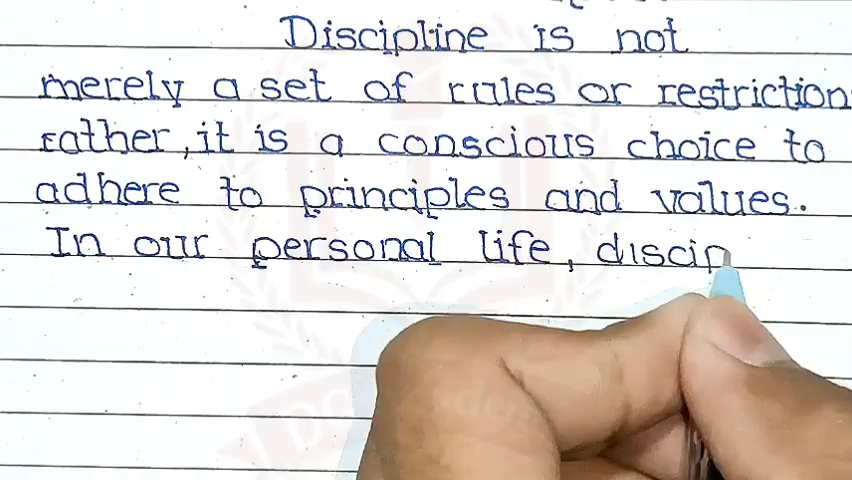 Discipline is not
merely a set of rules or restriction
rather, it is a conscious choice to
adhere to principles and values.
In our personal life, discip